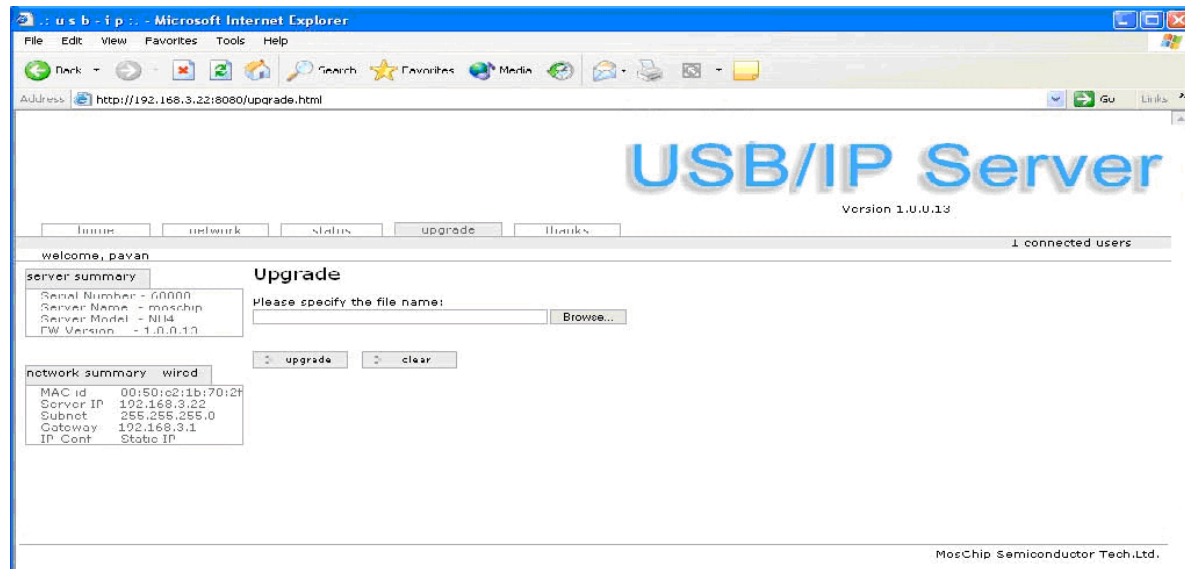 .: u s b - i p :. - Microsoft Internet Explorer
File Edit View Favorites Tools Help
Back Search Favorites Media
Address http://192.168.3.22:8080/upgrade.html Go Links
USB/IP Server
Version 1.0.0.13
home network status upgrade thanks
1 connected users
welcome, pavan
server summary
Serial Number - 60000
Server Name - moschip
Server Model - NU4
FW Version - 1.0.0.13
Upgrade
Please specify the file name:
Browse...
upgrade clear
network summary wired
MAC id 00:50:c2:1b:70:2f
Server IP 192.168.3.22
Subnet 255.255.255.0
Gateway 192.168.3.1
IP Conf Static IP
MosChip Semiconductor Tech.Ltd.